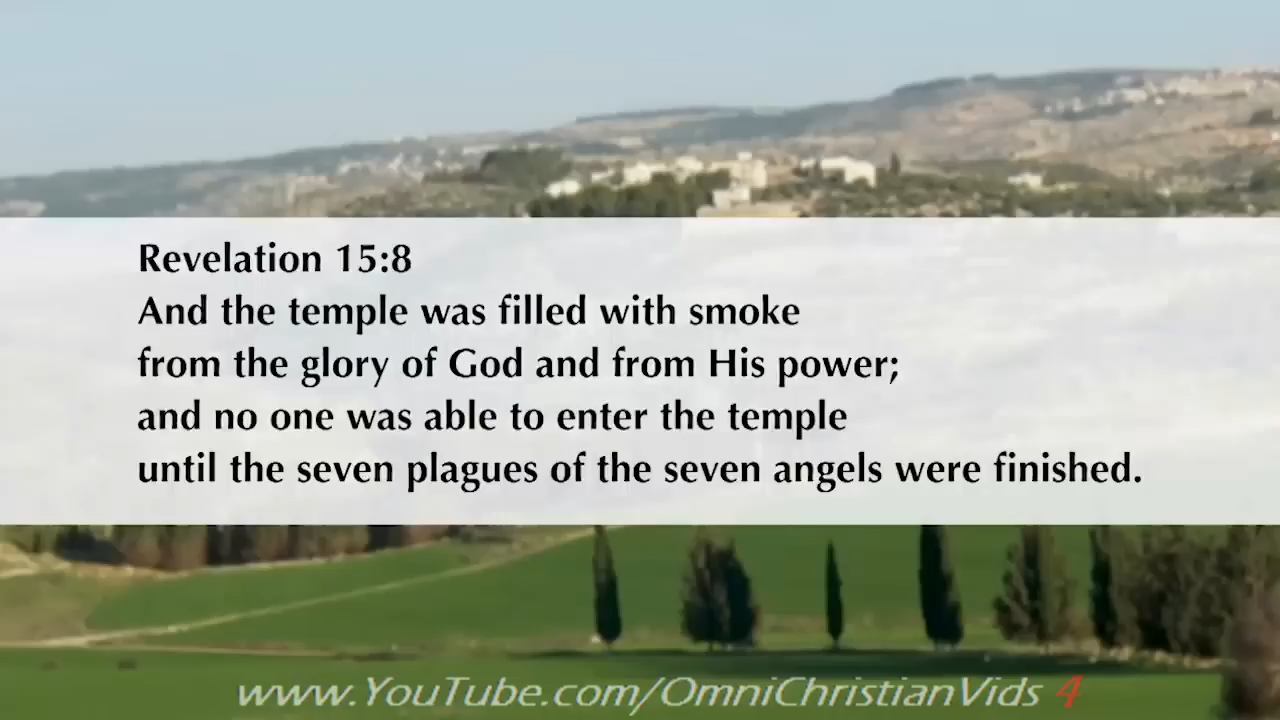 Revelation 15:8
And the temple was filled with smoke
from the glory of God and from His power;
and no one was able to enter the temple
until the seven plagues of the seven angels were finished.
www.YouTube.com/OmniChristianVids 4